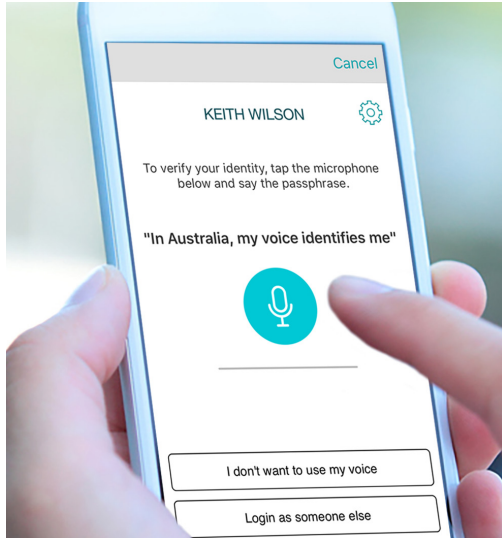 Cancel
KEITH WILSON
To verify your identity, tap the microphone
below and say the passphrase.
"In Australia, my voice identifies me"
I don't want to use my voice
Login as someone else